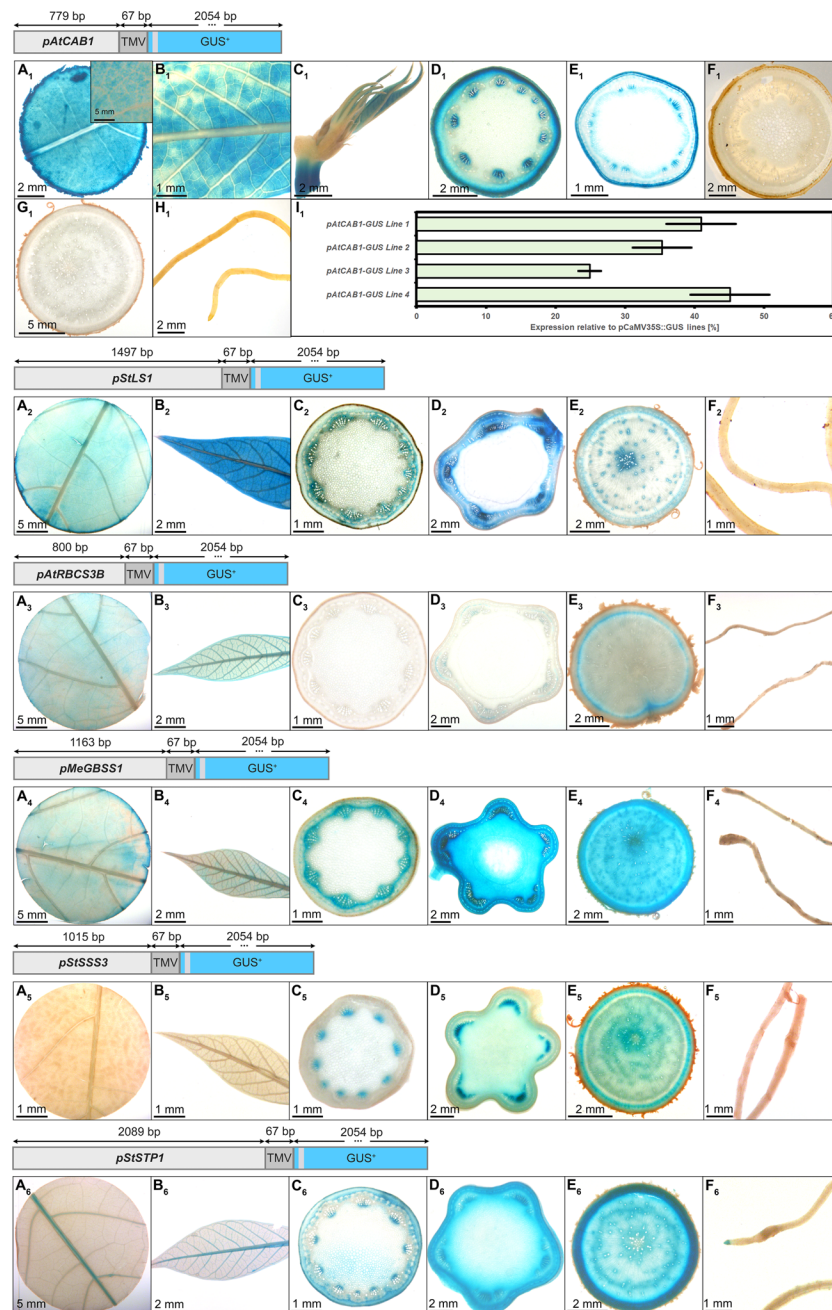 779 bp 67 bp 2054 bp
...
pAtCAB1 TMV GUS+
A1 5 mm 2 mm
B1 1 mm
C1 2 mm
D1 2 mm
E1 1 mm
F1 2 mm
G1 5 mm
H1 2 mm
I1
pAtCAB1-GUS Line 1
pAtCAB1-GUS Line 2
pAtCAB1-GUS Line 3
pAtCAB1-GUS Line 4
0 10 20 30 40 50 60
Expression relative to pCaMV35S::GUS lines [%]
1497 bp 67 bp 2054 bp
...
pStLS1 TMV GUS+
A2 5 mm
B2 2 mm
C2 1 mm
D2 2 mm
E2 2 mm
F2 1 mm
800 bp 67 bp 2054 bp
...
pAtRBCS3B TMV GUS+
A3 5 mm
B3 2 mm
C3 1 mm
D3 2 mm
E3 2 mm
F3 1 mm
1163 bp 67 bp 2054 bp
...
pMeGBSS1 TMV GUS+
A4 5 mm
B4 2 mm
C4 1 mm
D4 2 mm
E4 2 mm
F4 1 mm
1015 bp 67 bp 2054 bp
...
pStSSS3 TMV GUS+
A5 1 mm
B5 1 mm
C5 1 mm
D5 2 mm
E5 2 mm
F5 1 mm
2089 bp 67 bp 2054 bp
...
pStSTP1 TMV GUS+
A6 5 mm
B6 2 mm
C6 1 mm
D6 2 mm
E6 2 mm
F6 1 mm